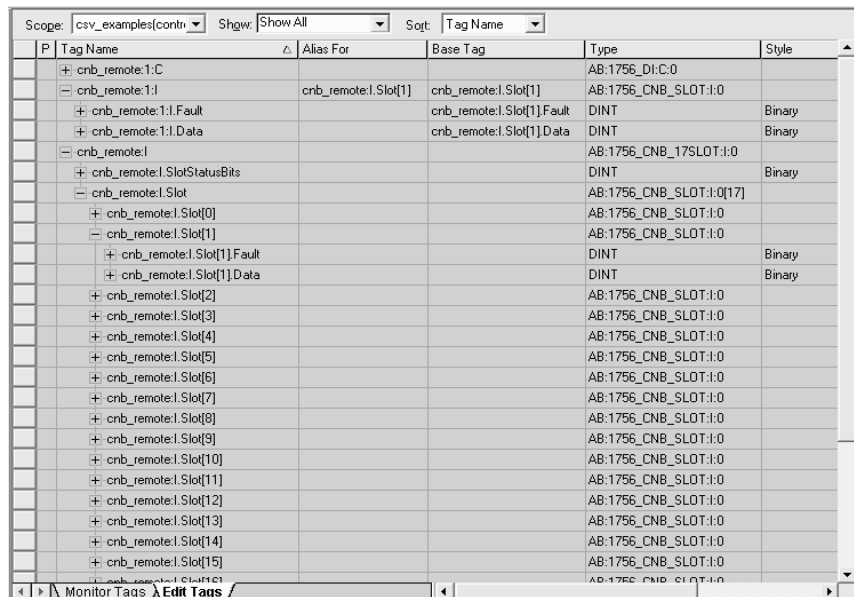 Scope: csv_examples(contr Show: Show All Sort: Tag Name
P Tag Name Alias For Base Tag Type Style
cnb_remote:1:C AB:1756_DI:C:0
cnb_remote:1:I cnb_remote:I.Slot[1] cnb_remote:I.Slot[1] AB:1756_CNB_SLOT:I:0
cnb_remote:1:I.Fault cnb_remote:I.Slot[1].Fault DINT Binary
cnb_remote:1:I.Data cnb_remote:I.Slot[1].Data DINT Binary
cnb_remote:I AB:1756_CNB_17SLOT:I:0
cnb_remote:I.SlotStatusBits DINT Binary
cnb_remote:I.Slot AB:1756_CNB_SLOT:I:0[17]
cnb_remote:I.Slot[0] AB:1756_CNB_SLOT:I:0
cnb_remote:I.Slot[1] AB:1756_CNB_SLOT:I:0
cnb_remote:I.Slot[1].Fault DINT Binary
cnb_remote:I.Slot[1].Data DINT Binary
cnb_remote:I.Slot[2] AB:1756_CNB_SLOT:I:0
cnb_remote:I.Slot[3] AB:1756_CNB_SLOT:I:0
cnb_remote:I.Slot[4] AB:1756_CNB_SLOT:I:0
cnb_remote:I.Slot[5] AB:1756_CNB_SLOT:I:0
cnb_remote:I.Slot[6] AB:1756_CNB_SLOT:I:0
cnb_remote:I.Slot[7] AB:1756_CNB_SLOT:I:0
cnb_remote:I.Slot[8] AB:1756_CNB_SLOT:I:0
cnb_remote:I.Slot[9] AB:1756_CNB_SLOT:I:0
cnb_remote:I.Slot[10] AB:1756_CNB_SLOT:I:0
cnb_remote:I.Slot[11] AB:1756_CNB_SLOT:I:0
cnb_remote:I.Slot[12] AB:1756_CNB_SLOT:I:0
cnb_remote:I.Slot[13] AB:1756_CNB_SLOT:I:0
cnb_remote:I.Slot[14] AB:1756_CNB_SLOT:I:0
cnb_remote:I.Slot[15] AB:1756_CNB_SLOT:I:0
cnb_remote:I.Slot[16] AB:1756_CNB_SLOT:I:0
Monitor Tags Edit Tags